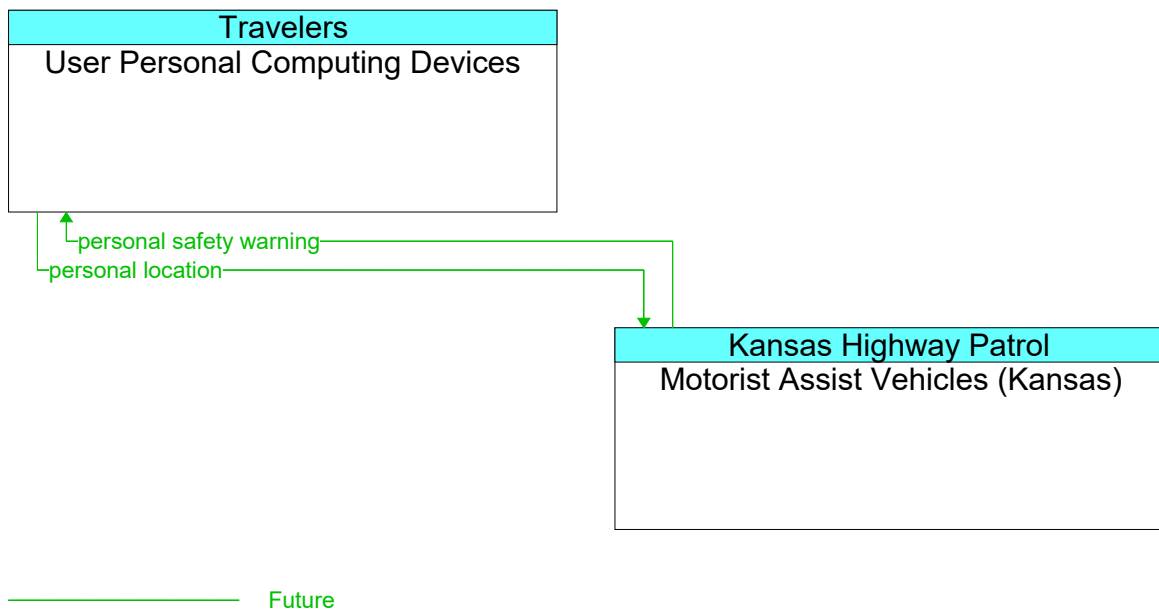 Travelers
User Personal Computing Devices
personal safety warning
personal location
Kansas Highway Patrol
Motorist Assist Vehicles (Kansas)
Future